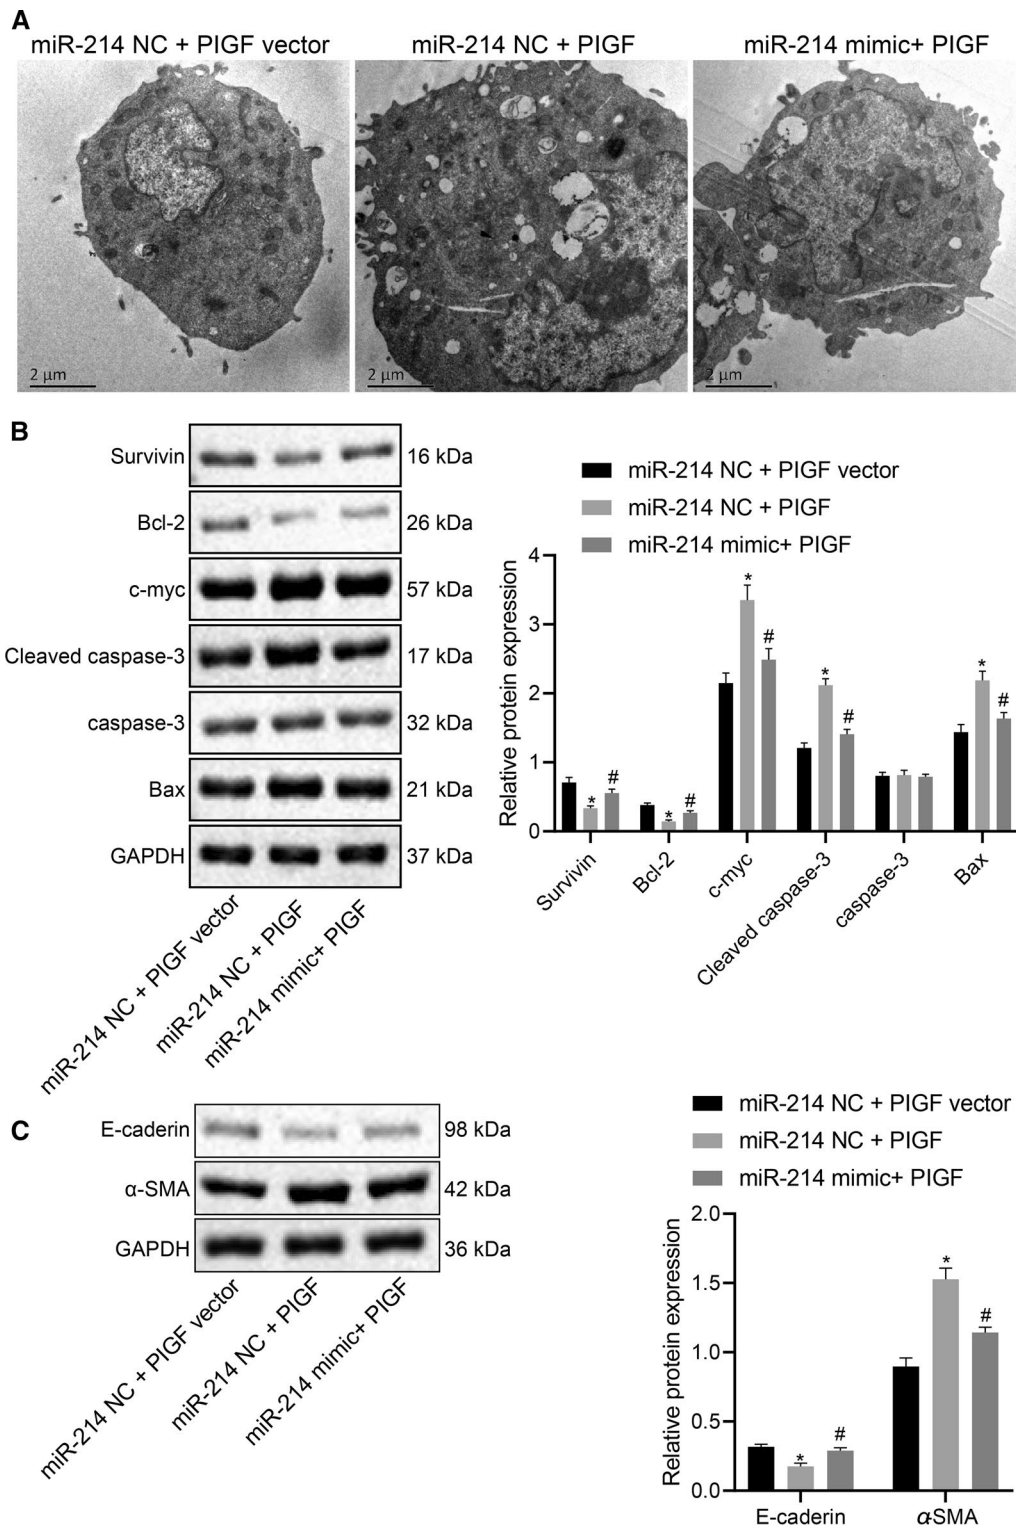 A
miR-214 NC + PIGF vector
miR-214 NC + PIGF
miR-214 mimic+ PIGF
2 µm
2 µm
2 µm
B
Survivin
16 kDa
Bcl-2
26 kDa
c-myc
57 kDa
Cleaved caspase-3
17 kDa
caspase-3
32 kDa
Bax
21 kDa
GAPDH
37 kDa
miR-214 NC + PIGF vector
miR-214 NC + PIGF
miR-214 mimic+ PIGF
miR-214 NC + PIGF vector
miR-214 NC + PIGF
miR-214 mimic+ PIGF
Relative protein expression
4
3
2
1
0
*
#
*
#
*
#
*
#
*
#
Survivin
Bcl-2
c-myc
Cleaved caspase-3
caspase-3
Bax
C
E-caderin
98 kDa
α-SMA
42 kDa
GAPDH
36 kDa
miR-214 NC + PIGF vector
miR-214 NC + PIGF
miR-214 mimic+ PIGF
miR-214 NC + PIGF vector
miR-214 NC + PIGF
miR-214 mimic+ PIGF
Relative protein expression
2.0
1.5
1.0
0.5
0.0
*
#
*
#
E-caderin
α-SMA